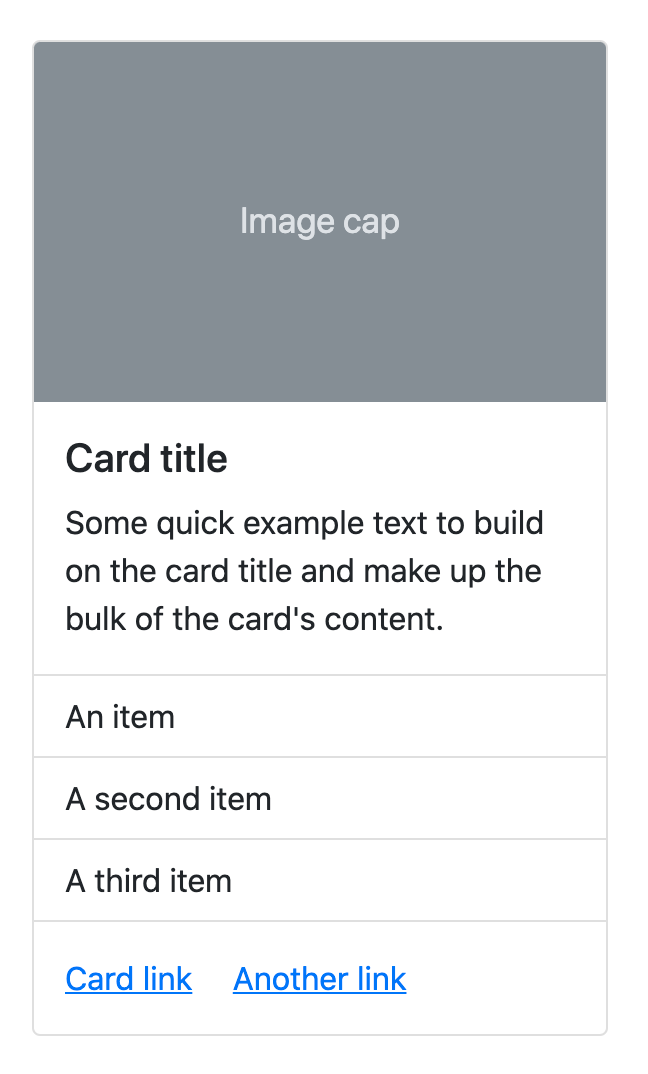 Image cap
Card title
Some quick example text to build
on the card title and make up the
bulk of the card's content.
An item
A second item
A third item
Card link Another link